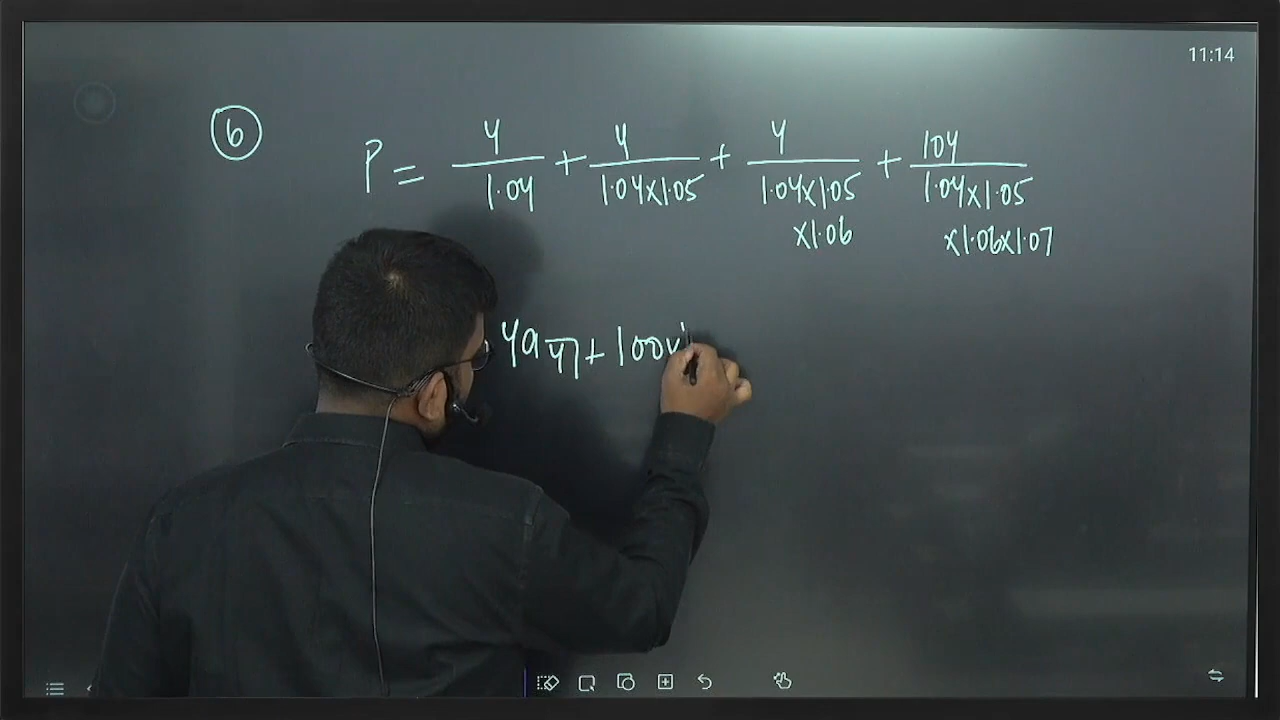 11:14
6
P = 4/1.04 + 4/1.04×1.05 + 4/1.04×1.05×1.06 + 104/1.04×1.05×1.06×1.07
4a4̅| + 100v